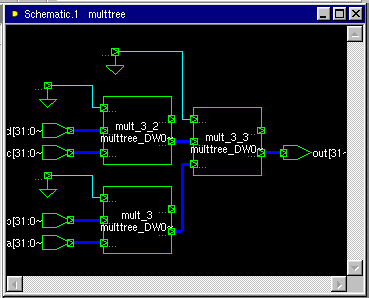 Schematic.1 multtree
mult_3_2
multtree_DW0~
mult_3_3
multtree_DW0~
d[31:0~
c[31:0~
out[31~
mult_3
multtree_DW0~
b[31:0~
a[31:0~